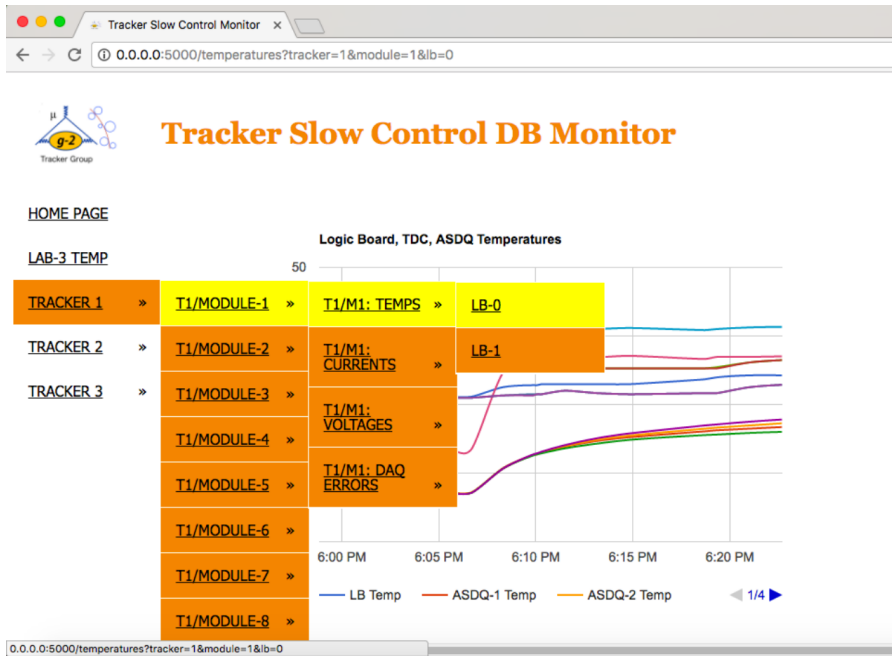 Tracker Slow Control Monitor
0.0.0.0:5000/temperatures?tracker=1&module=1&lb=0
μ
g-2
Tracker Group
Tracker Slow Control DB Monitor
HOME PAGE
LAB-3 TEMP
TRACKER 1 »
TRACKER 2 »
TRACKER 3 »
T1/MODULE-1 »
T1/MODULE-2 »
T1/MODULE-3 »
T1/MODULE-4 »
T1/MODULE-5 »
T1/MODULE-6 »
T1/MODULE-7 »
T1/MODULE-8 »
T1/M1: TEMPS »
T1/M1:
CURRENTS »
T1/M1:
VOLTAGES »
T1/M1: DAQ
ERRORS »
LB-0
LB-1
Logic Board, TDC, ASDQ Temperatures
50
6:00 PM 6:05 PM 6:10 PM 6:15 PM 6:20 PM
LB Temp ASDQ-1 Temp ASDQ-2 Temp 1/4
0.0.0.0:5000/temperatures?tracker=1&module=1&lb=0